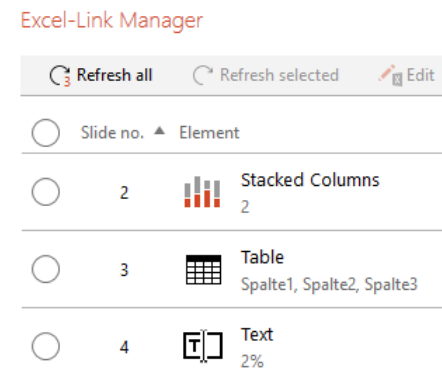 Excel-Link Manager
3 Refresh all Refresh selected Edit
Slide no. ▲ Element
2 Stacked Columns
2
3 Table
Spalte1, Spalte2, Spalte3
4 T Text
2%